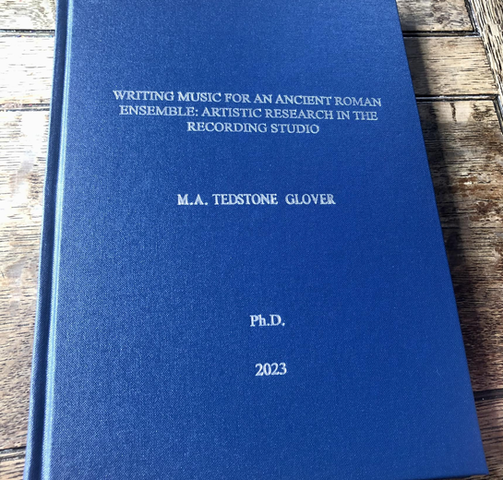 WRITING MUSIC FOR AN ANCIENT ROMAN
ENSEMBLE: ARTISTIC RESEARCH IN THE
RECORDING STUDIO
M.A. TEDSTONE GLOVER
Ph.D.
2023